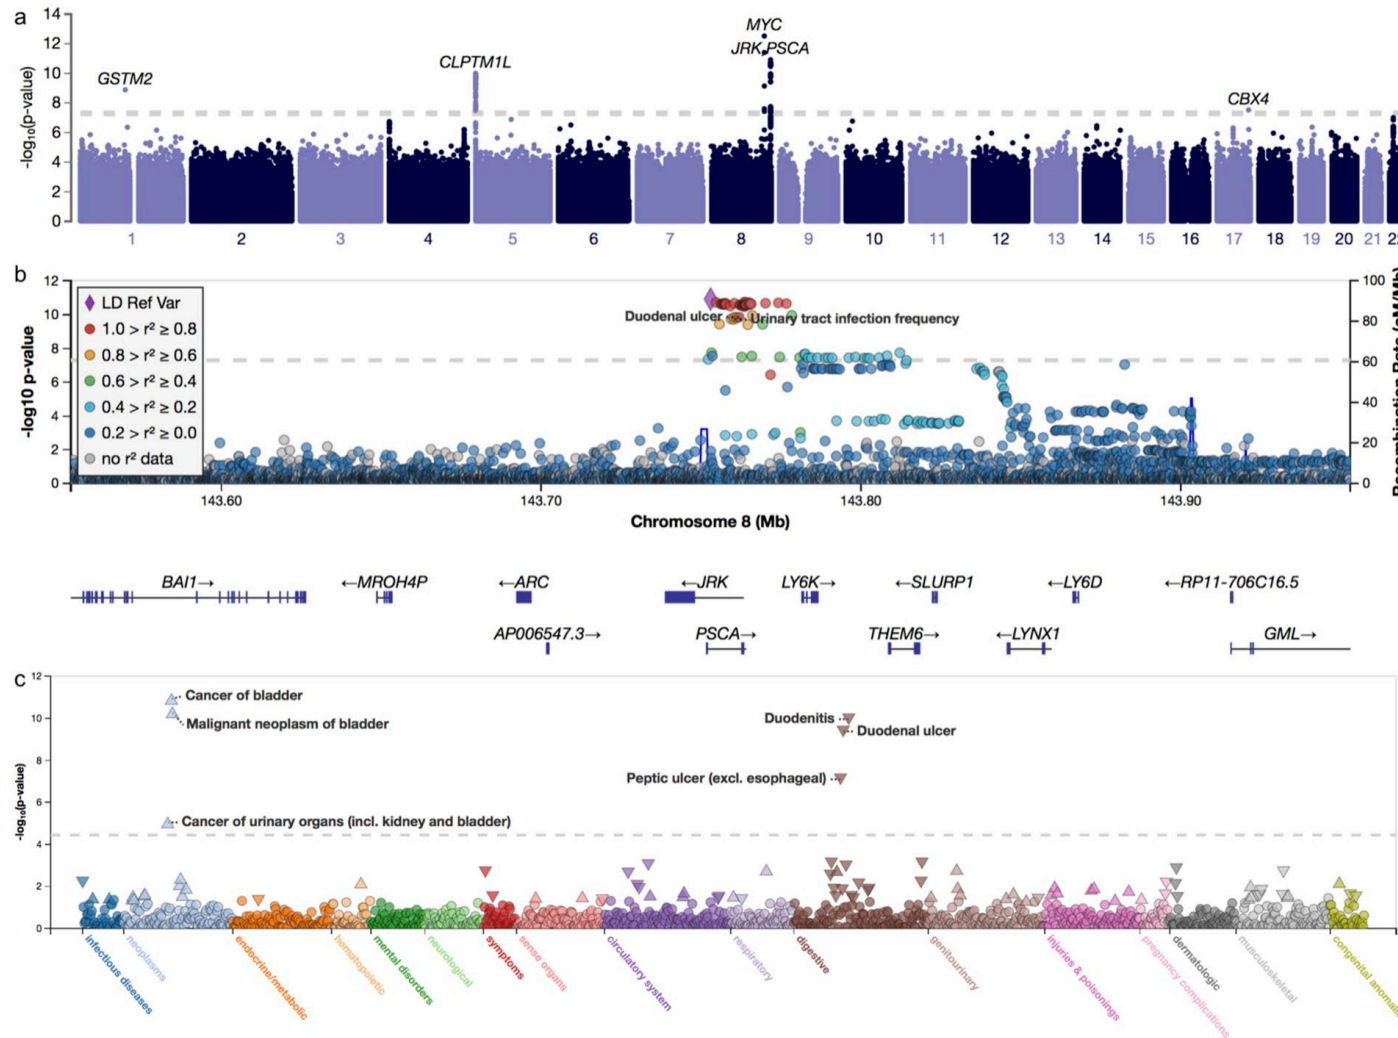 a
14
12
10
8
6
4
2
0
-log10(p-value)
GSTM2
CLPTM1L
MYC
JRK PSCA
CBX4
1 2 3 4 5 6 7 8 9 10 11 12 13 14 15 16 17 18 19 20 21
b
12
10
8
6
4
2
0
-log10 p-value
100
80
60
40
20
0
LD Ref Var
1.0 > r² ≥ 0.8
0.8 > r² ≥ 0.6
0.6 > r² ≥ 0.4
0.4 > r² ≥ 0.2
0.2 > r² ≥ 0.0
no r² data
Duodenal ulcer
Urinary tract infection frequency
143.60 143.70 143.80 143.90
Chromosome 8 (Mb)
BAI1→ ←MROH4P ←ARC ←JRK LY6K→ ←SLURP1 ←LY6D ←RP11-706C16.5
AP006547.3→ PSCA→ THEM6→ ←LYNX1 GML→
c
12
10
8
6
4
2
0
-log10(p-value)
Cancer of bladder
Malignant neoplasm of bladder
Cancer of urinary organs (incl. kidney and bladder)
Duodenitis
Duodenal ulcer
Peptic ulcer (excl. esophageal)
infectious diseases
neoplasms
endocrine/metabolic
hematopoietic
mental disorders
neurological
symptoms
sense organs
circulatory system
respiratory
digestive
genitourinary
injuries & poisonings
pregnancy complications
dermatologic
musculoskeletal
congenital